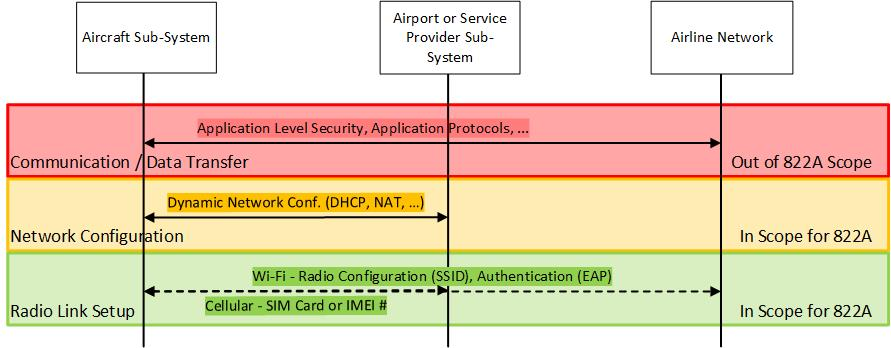 Aircraft Sub-System
Airport or Service
Provider Sub-
System
Airline Network
Application Level Security, Application Protocols, ...
Communication / Data Transfer
Out of 822A Scope
Dynamic Network Conf. (DHCP, NAT, ...)
Network Configuration
In Scope for 822A
Wi-Fi - Radio Configuration (SSID), Authentication (EAP)
Cellular - SIM Card or IMEI #
Radio Link Setup
In Scope for 822A